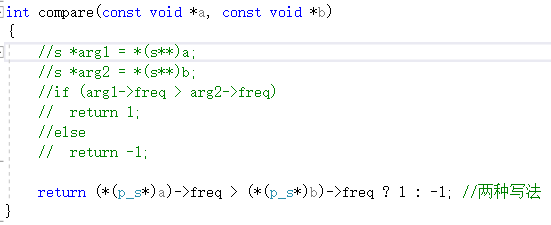 int compare(const void *a, const void *b)
{
//s *arg1 = *(s**)a;
//s *arg2 = *(s**)b;
//if (arg1->freq > arg2->freq)
//  return 1;
//else
//  return -1;
return (*(p_s*)a)->freq > (*(p_s*)b)->freq ? 1 : -1; //两种写法
}